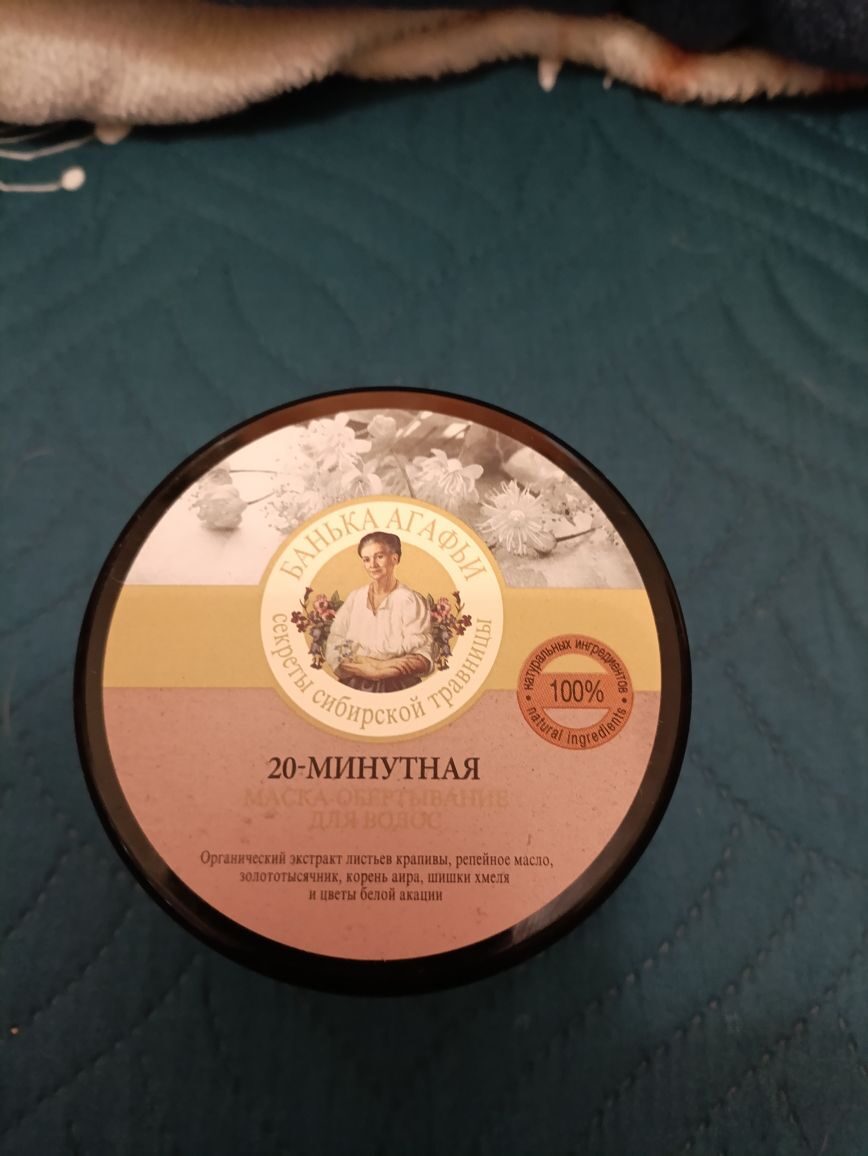 БАНЬКА АГАФЬИ
секреты сибирской травницы
натуральных ингредиентов
100%
natural ingredients
20-МИНУТНАЯ
МАСКА-ОБЕРТЫВАНИЕ
ДЛЯ ВОЛОС
Органический экстракт листьев крапивы, репейное масло,
золототысячник, корень аира, шишки хмеля
и цветы белой акации